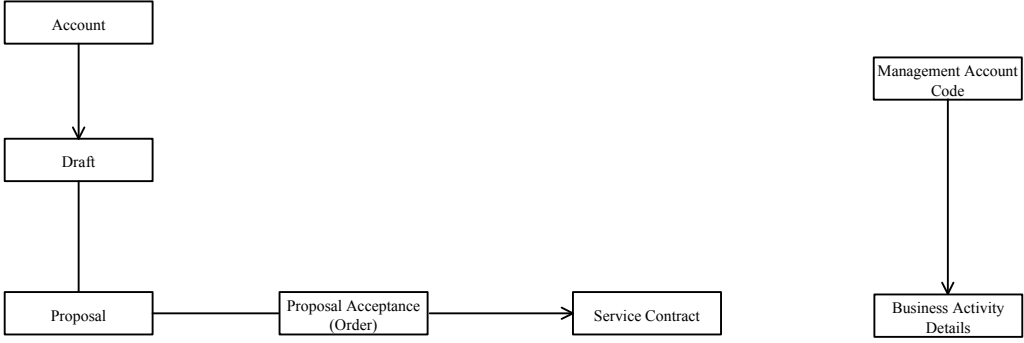 Account
Management Account
Code
Draft
Proposal
Proposal Acceptance
(Order)
Service Contract
Business Activity
Details